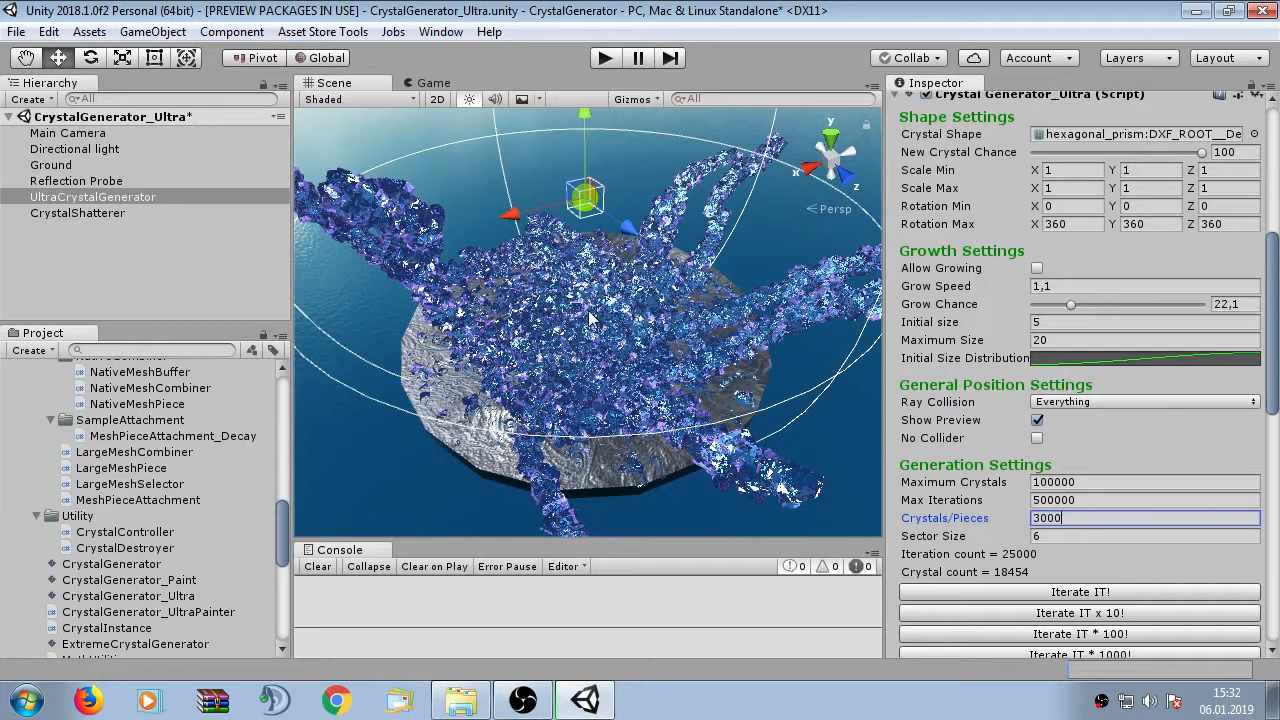 Unity 2018.1.0f2 Personal (64bit) - [PREVIEW PACKAGES IN USE] - CrystalGenerator_Ultra.unity - CrystalGenerator - PC, Mac & Linux Standalone* <DX11>
File Edit Assets GameObject Component Asset Store Tools Jobs Window Help
Pivot Global Collab Account Layers Layout
Hierarchy
Create All
CrystalGenerator_Ultra*
Main Camera
Directional light
Ground
Reflection Probe
UltraCrystalGenerator
CrystalShatterer
Project
Create
NativeMeshBuffer
NativeMeshCombiner
NativeMeshPiece
SampleAttachment
MeshPieceAttachment_Decay
LargeMeshCombiner
LargeMeshPiece
LargeMeshSelector
MeshPieceAttachment
Utility
CrystalController
CrystalDestroyer
CrystalGenerator
CrystalGenerator_Paint
CrystalGenerator_Ultra
CrystalGenerator_UltraPainter
CrystalInstance
ExtremeCrystalGenerator
Scene Game
Shaded 2D Gizmos All
y
x
z
Persp
Console
Clear Collapse Clear on Play Error Pause Editor 0 0 0
Inspector
Crystal Generator_Ultra (Script)
Shape Settings
Crystal Shape hexagonal_prism:DXF_ROOT__De
New Crystal Chance 100
Scale Min X 1 Y 1 Z 1
Scale Max X 1 Y 1 Z 1
Rotation Min X 0 Y 0 Z 0
Rotation Max X 360 Y 360 Z 360
Growth Settings
Allow Growing
Grow Speed 1,1
Grow Chance 22,1
Initial size 5
Maximum Size 20
Initial Size Distribution
General Position Settings
Ray Collision Everything
Show Preview
No Collider
Generation Settings
Maximum Crystals 100000
Max Iterations 500000
Crystals/Pieces 3000
Sector Size 6
Iteration count = 25000
Crystal count = 18454
Iterate IT!
Iterate IT x 10!
Iterate IT * 100!
Iterate IT * 1000!
15:32
06.01.2019